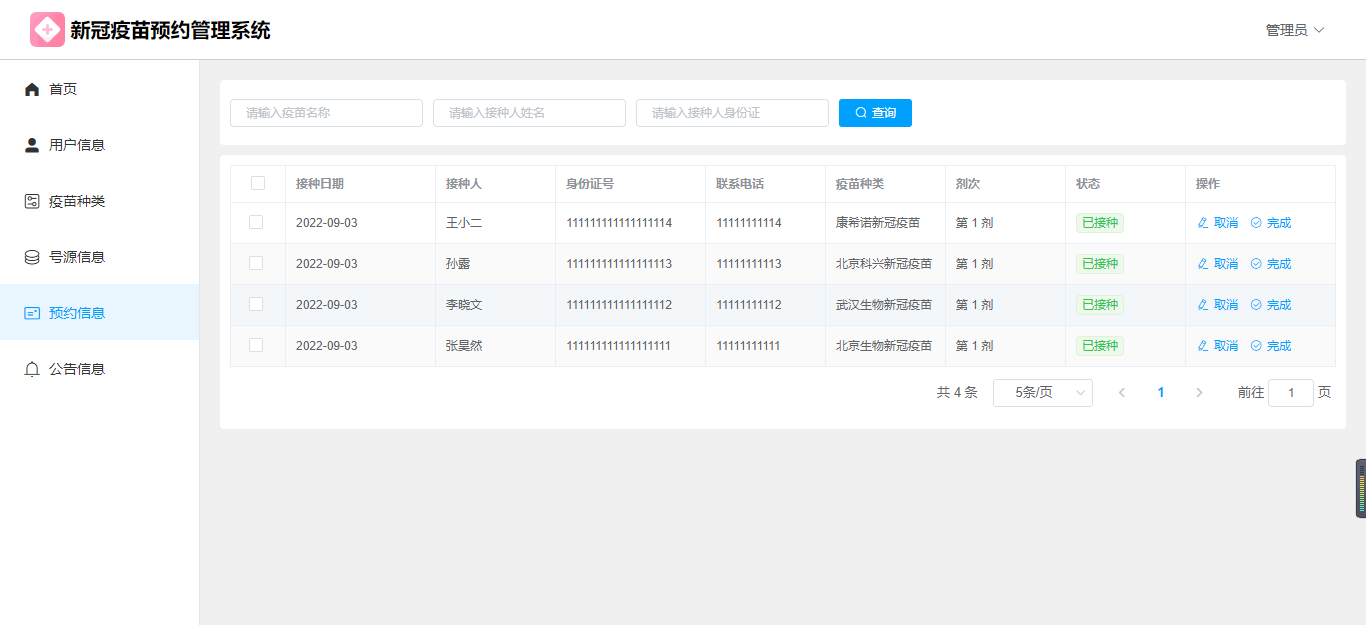 新冠疫苗预约管理系统
管理员
首页
用户信息
疫苗种类
号源信息
预约信息
公告信息
请输入疫苗名称 请输入接种人姓名 请输入接种人身份证 查询
接种日期 接种人 身份证号 联系电话 疫苗种类 剂次 状态 操作
2022-09-03 王小二 111111111111111114 11111111114 康希诺新冠疫苗 第 1 剂 已接种 取消 完成
2022-09-03 孙露 111111111111111113 11111111113 北京科兴新冠疫苗 第 1 剂 已接种 取消 完成
2022-09-03 李晓文 111111111111111112 11111111112 武汉生物新冠疫苗 第 1 剂 已接种 取消 完成
2022-09-03 张昊然 111111111111111111 11111111111 北京生物新冠疫苗 第 1 剂 已接种 取消 完成
共 4 条 5条/页 1 前往 1 页